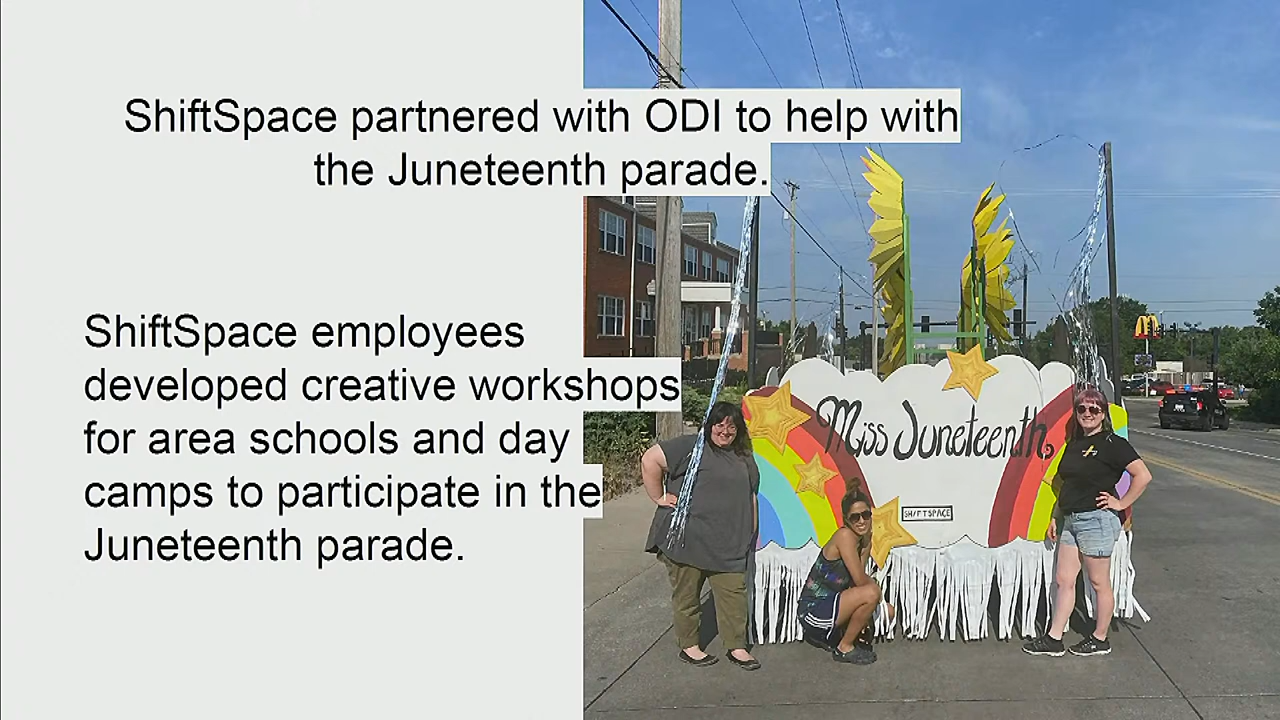 ShiftSpace partnered with ODI to help with
the Juneteenth parade.
ShiftSpace employees
developed creative workshops
for area schools and day
camps to participate in the
Juneteenth parade.
Miss Juneteenth
SHIFTSPACE